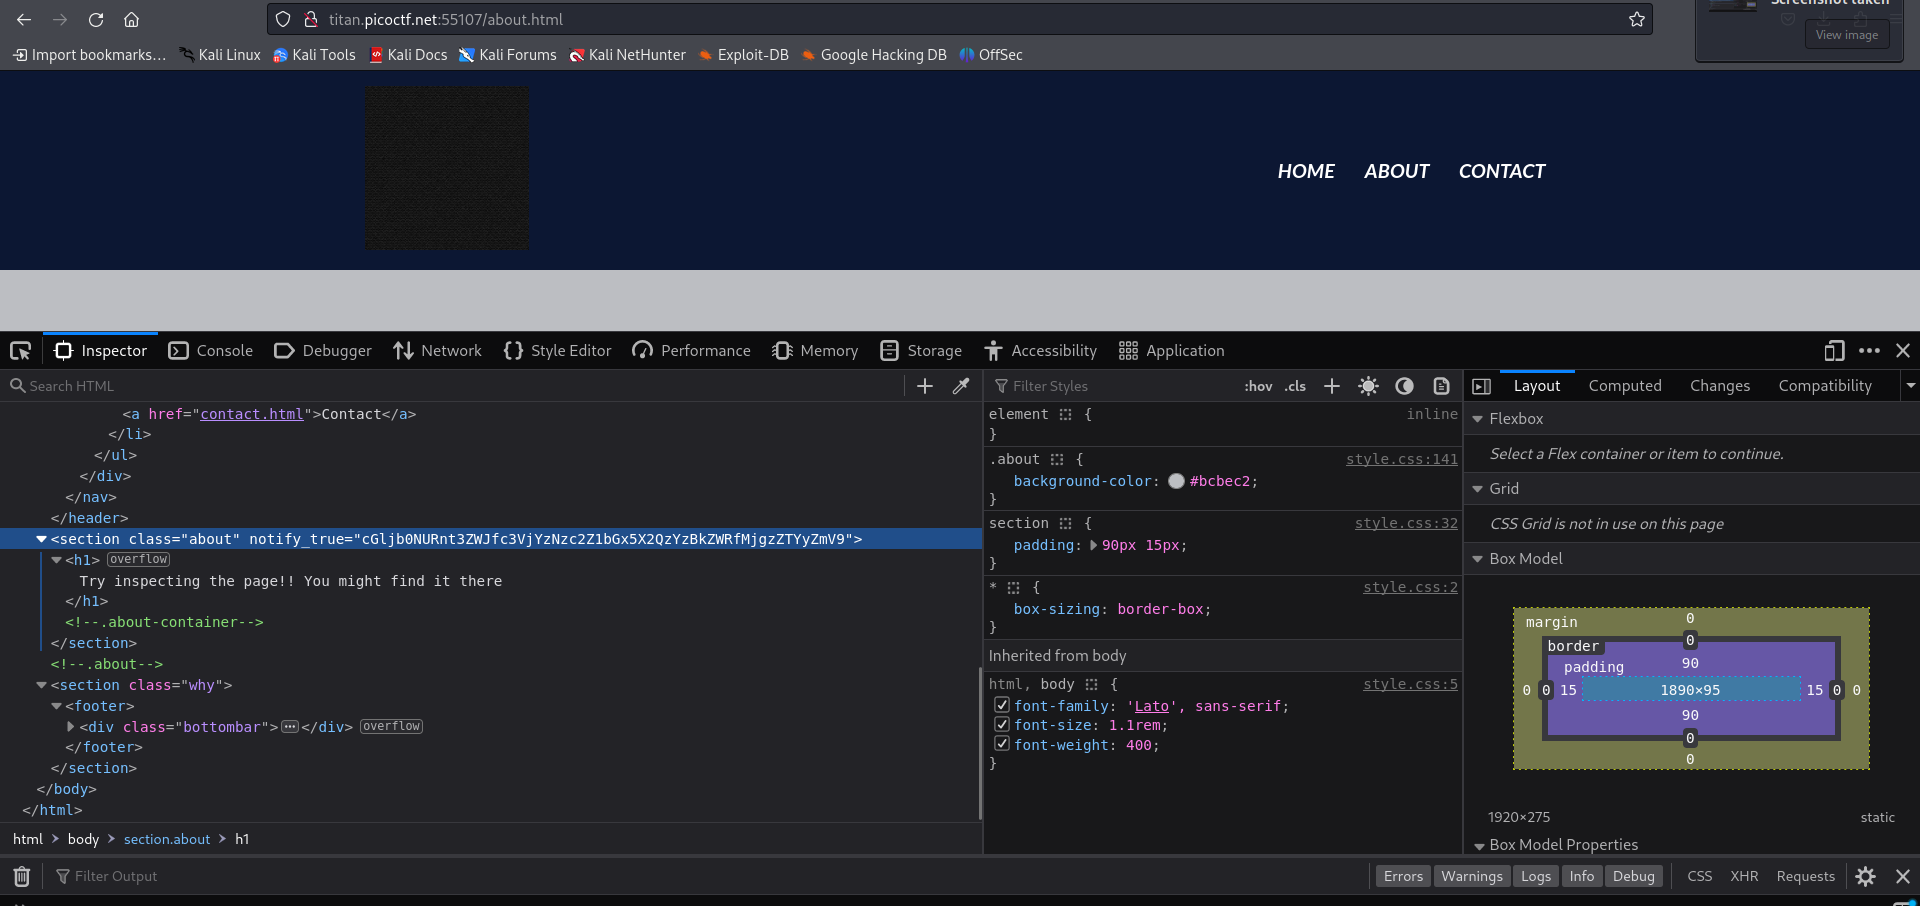 Screenshot taken
titan.picoctf.net:55107/about.html
View image
Import bookmarks...
Kali Linux
Kali Tools
Kali Docs
Kali Forums
Kali NetHunter
Exploit-DB
Google Hacking DB
OffSec
HOME
ABOUT
CONTACT
Inspector
Console
Debugger
Network
Style Editor
Performance
Memory
Storage
Accessibility
Application
Search HTML
<a href="contact.html">Contact</a>
</li>
</ul>
</div>
</nav>
</header>
<section class="about" notify_true="cGljb0NURnt3ZWJfc3VjYzNzc2Z1bGx5X2QzYzBkZWRfMjgzZTYyZmV9">
<h1> overflow
Try inspecting the page!! You might find it there
</h1>
<!--.about-container-->
</section>
<!--.about-->
<section class="why">
<footer>
<div class="bottombar"> ... </div> overflow
</footer>
</section>
</body>
</html>
html > body > section.about > h1
Filter Styles
:hov .cls
element { inline
}
.about { style.css:141
background-color: #bcbec2;
}
section { style.css:32
padding: 90px 15px;
}
* { style.css:2
box-sizing: border-box;
}
Inherited from body
html, body { style.css:5
font-family: 'Lato', sans-serif;
font-size: 1.1rem;
font-weight: 400;
}
Layout
Computed
Changes
Compatibility
Flexbox
Select a Flex container or item to continue.
Grid
CSS Grid is not in use on this page
Box Model
margin 0
border 0
padding 90
0 0 15 1890×95 15 0 0
90
0
0
1920×275 static
Box Model Properties
Filter Output
Errors
Warnings
Logs
Info
Debug
CSS
XHR
Requests